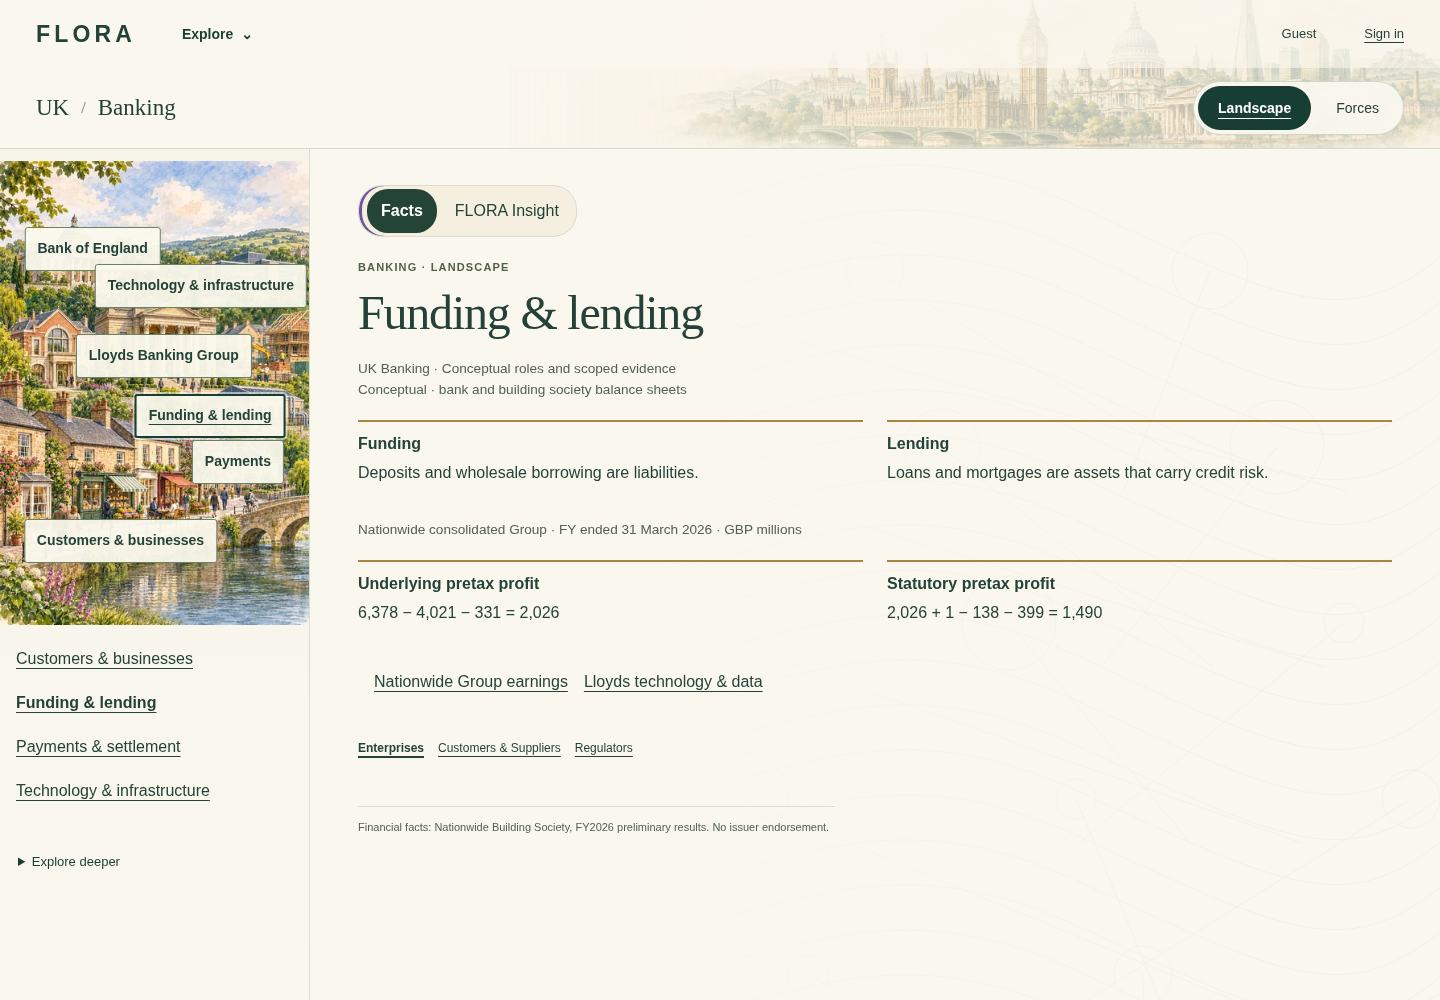 FLORA
Explore
Guest
Sign in
UK / Banking
Landscape
Forces
Bank of England
Technology & infrastructure
Lloyds Banking Group
Funding & lending
Payments
Customers & businesses
Customers & businesses
Funding & lending
Payments & settlement
Technology & infrastructure
Explore deeper
Facts
FLORA Insight
BANKING · LANDSCAPE
Funding & lending
UK Banking · Conceptual roles and scoped evidence
Conceptual · bank and building society balance sheets
Funding
Deposits and wholesale borrowing are liabilities.
Lending
Loans and mortgages are assets that carry credit risk.
Nationwide consolidated Group · FY ended 31 March 2026 · GBP millions
Underlying pretax profit
6,378 − 4,021 − 331 = 2,026
Statutory pretax profit
2,026 + 1 − 138 − 399 = 1,490
Nationwide Group earnings
Lloyds technology & data
Enterprises
Customers & Suppliers
Regulators
Financial facts: Nationwide Building Society, FY2026 preliminary results. No issuer endorsement.